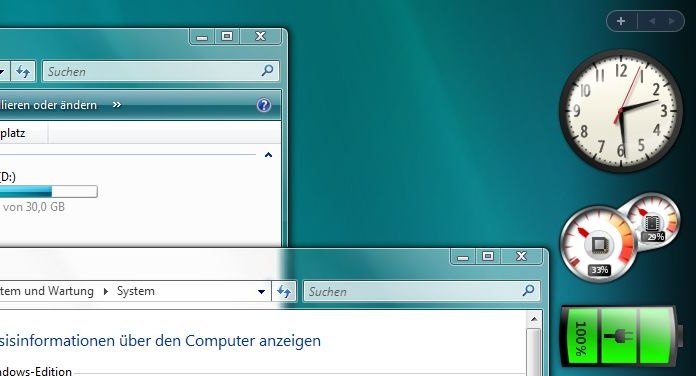 Suchen
llieren oder ändern »
platz
(D:)
von 30,0 GB
tem und Wartung System
Suchen
sisinformationen über den Computer anzeigen
ndows-Edition
12
1
2
3
4
5
6
7
8
9
10
11
33%
29%
100%